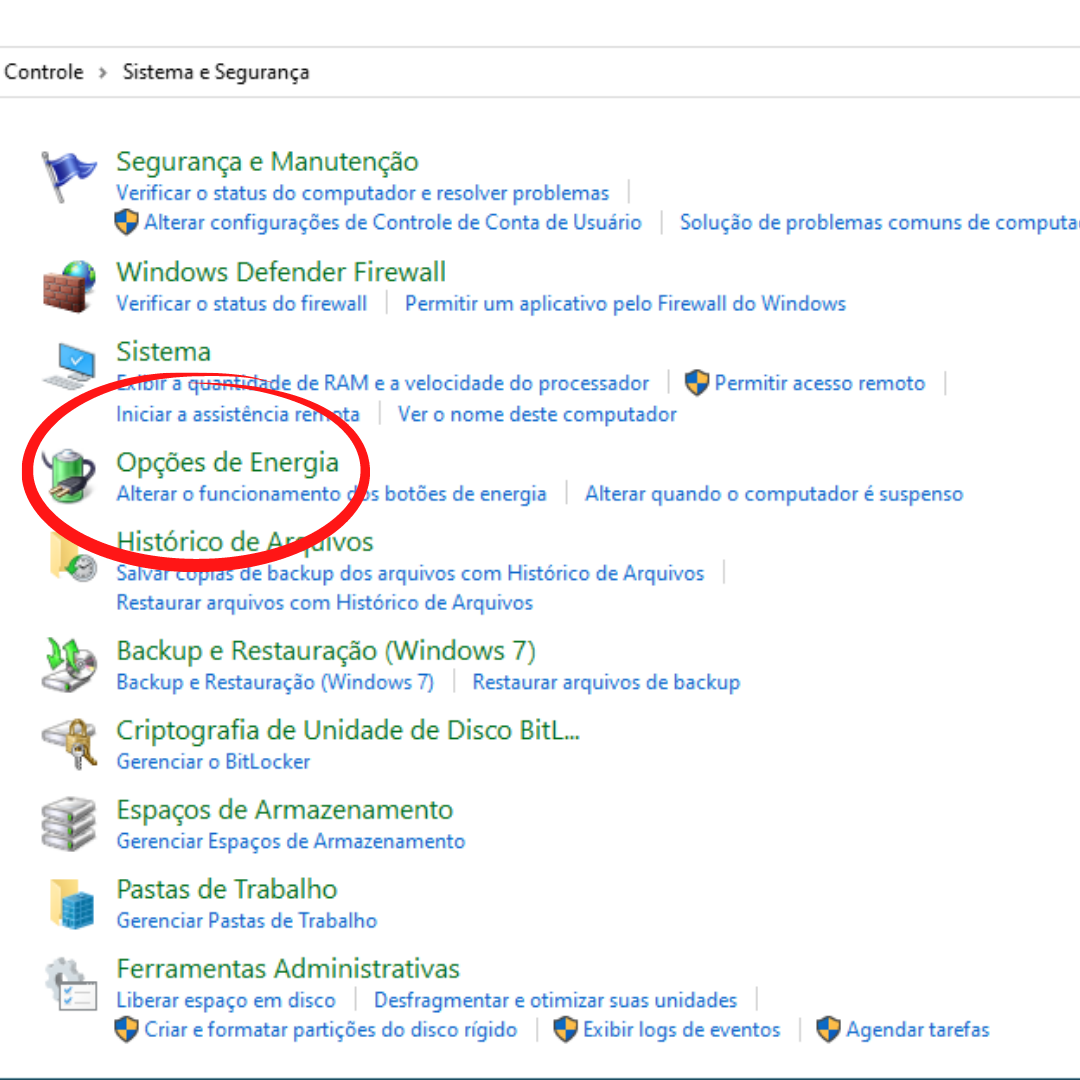 Controle > Sistema e Segurança
Segurança e Manutenção
Verificar o status do computador e resolver problemas
Alterar configurações de Controle de Conta de Usuário | Solução de problemas comuns de
Windows Defender Firewall
Verificar o status do firewall | Permitir um aplicativo pelo Firewall do Windows
Sistema
Exibir a quantidade de RAM e a velocidade do processador | Permitir acesso remoto
Iniciar a assistência remota | Ver o nome deste computador
Opções de Energia
Alterar o funcionamento dos botões de energia | Alterar quando o computador é suspenso
Histórico de Arquivos
Salvar cópias de backup dos arquivos com Histórico de Arquivos
Restaurar arquivos com Histórico de Arquivos
Backup e Restauração (Windows 7)
Backup e Restauração (Windows 7) | Restaurar arquivos de backup
Criptografia de Unidade de Disco BitL...
Gerenciar o BitLocker
Espaços de Armazenamento
Gerenciar Espaços de Armazenamento
Pastas de Trabalho
Gerenciar Pastas de Trabalho
Ferramentas Administrativas
Liberar espaço em disco | Desfragmentar e otimizar suas unidades
Criar e formatar partições do disco rígido | Exibir logs de eventos | Agendar tarefas